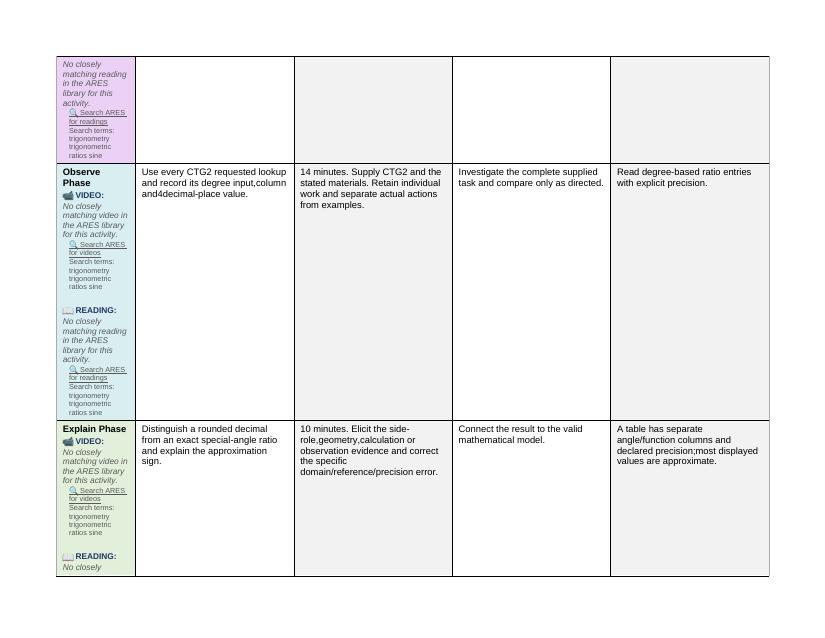 No closely
matching reading
in the ARES
library for this
activity.
🔍 Search ARES
for readings
Search terms:
trigonometry
trigonometric
ratios sine
Observe
Phase
📹 VIDEO:
No closely
matching video in
the ARES library
for this activity.
🔍 Search ARES
for videos
Search terms:
trigonometry
trigonometric
ratios sine
📖 READING:
No closely
matching reading
in the ARES
library for this
activity.
🔍 Search ARES
for readings
Search terms:
trigonometry
trigonometric
ratios sine
Use every CTG2 requested lookup
and record its degree input,column
and4decimal-place value.
14 minutes. Supply CTG2 and the
stated materials. Retain individual
work and separate actual actions
from examples.
Investigate the complete supplied
task and compare only as directed.
Read degree-based ratio entries
with explicit precision.
Explain Phase
📹 VIDEO:
No closely
matching video in
the ARES library
for this activity.
🔍 Search ARES
for videos
Search terms:
trigonometry
trigonometric
ratios sine
📖 READING:
No closely
Distinguish a rounded decimal
from an exact special-angle ratio
and explain the approximation
sign.
10 minutes. Elicit the side-
role,geometry,calculation or
observation evidence and correct
the specific
domain/reference/precision error.
Connect the result to the valid
mathematical model.
A table has separate
angle/function columns and
declared precision;most displayed
values are approximate.